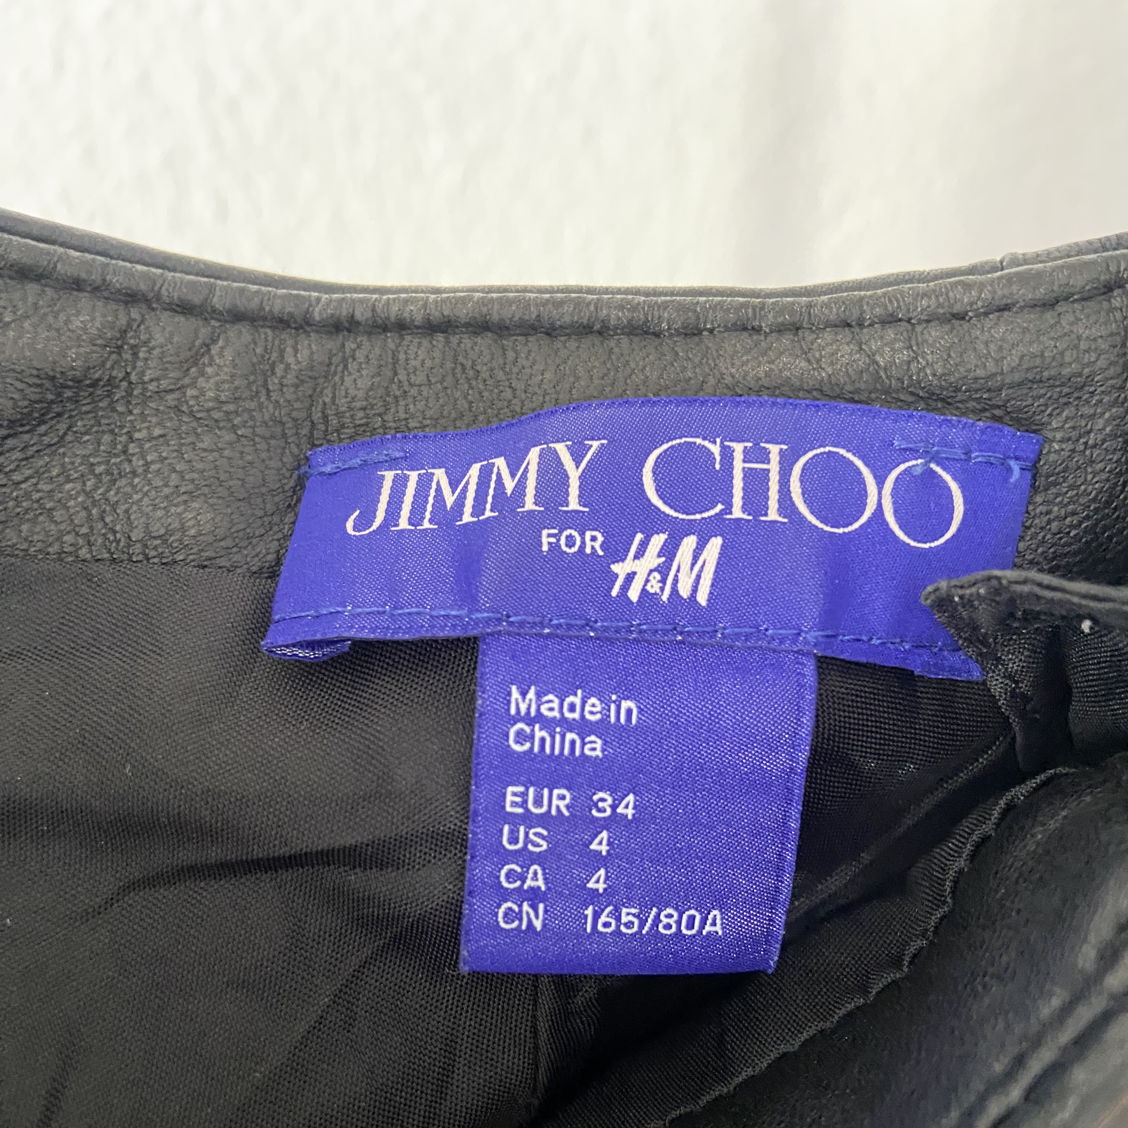 JIMMY CHOO
FOR H&M
Made in
China
EUR 34
US 4
CA 4
CN 165/80A